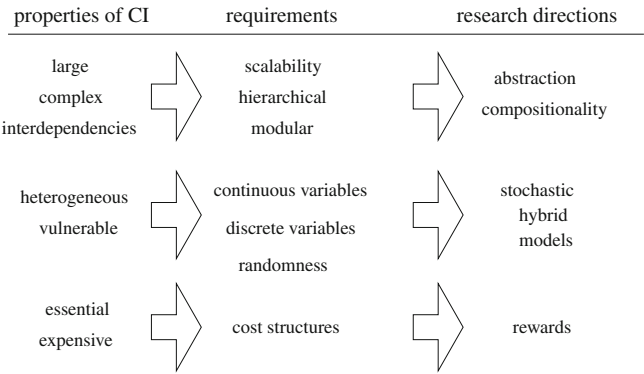 properties of CI requirements research directions
large
complex
interdependencies
scalability
hierarchical
modular
abstraction
compositionality
heterogeneous
vulnerable
continuous variables
discrete variables
randomness
stochastic
hybrid
models
essential
expensive
cost structures
rewards